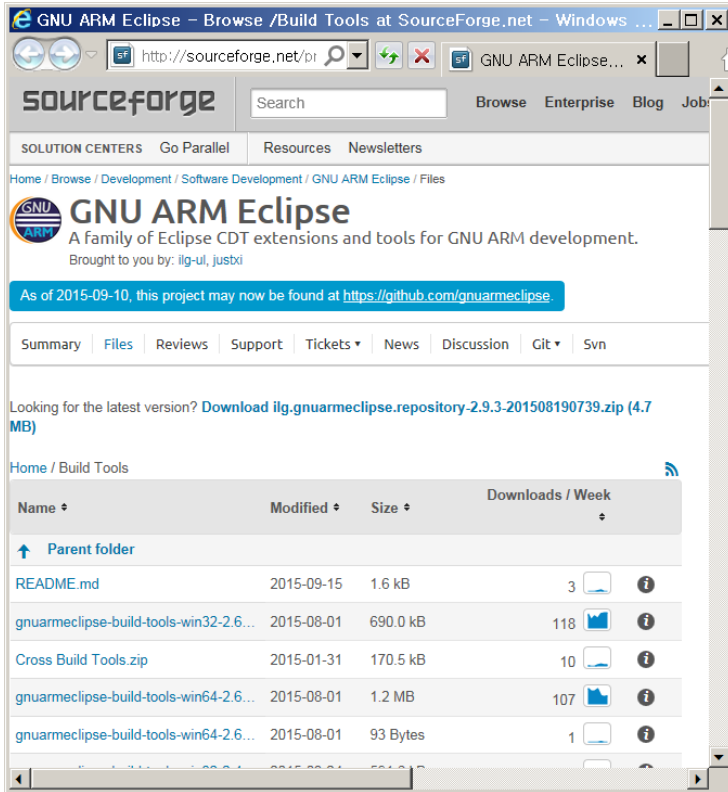 GNU ARM Eclipse – Browse /Build Tools at SourceForge.net – Windows ...
http://sourceforge.net/pr
GNU ARM Eclipse...
sourceforge
Search
Browse Enterprise Blog Jobs
SOLUTION CENTERS Go Parallel Resources Newsletters
Home / Browse / Development / Software Development / GNU ARM Eclipse / Files
GNU ARM
GNU ARM Eclipse
A family of Eclipse CDT extensions and tools for GNU ARM development.
Brought to you by: ilg-ul, justxi
As of 2015-09-10, this project may now be found at https://github.com/gnuarmeclipse.
Summary Files Reviews Support Tickets ▾ News Discussion Git ▾ Svn
Looking for the latest version? Download ilg.gnuarmeclipse.repository-2.9.3-201508190739.zip (4.7
MB)
Home / Build Tools
Name Modified Size Downloads / Week
Parent folder
README.md 2015-09-15 1.6 kB 3
gnuarmeclipse-build-tools-win32-2.6... 2015-08-01 690.0 kB 118
Cross Build Tools.zip 2015-01-31 170.5 kB 10
gnuarmeclipse-build-tools-win64-2.6... 2015-08-01 1.2 MB 107
gnuarmeclipse-build-tools-win64-2.6... 2015-08-01 93 Bytes 1